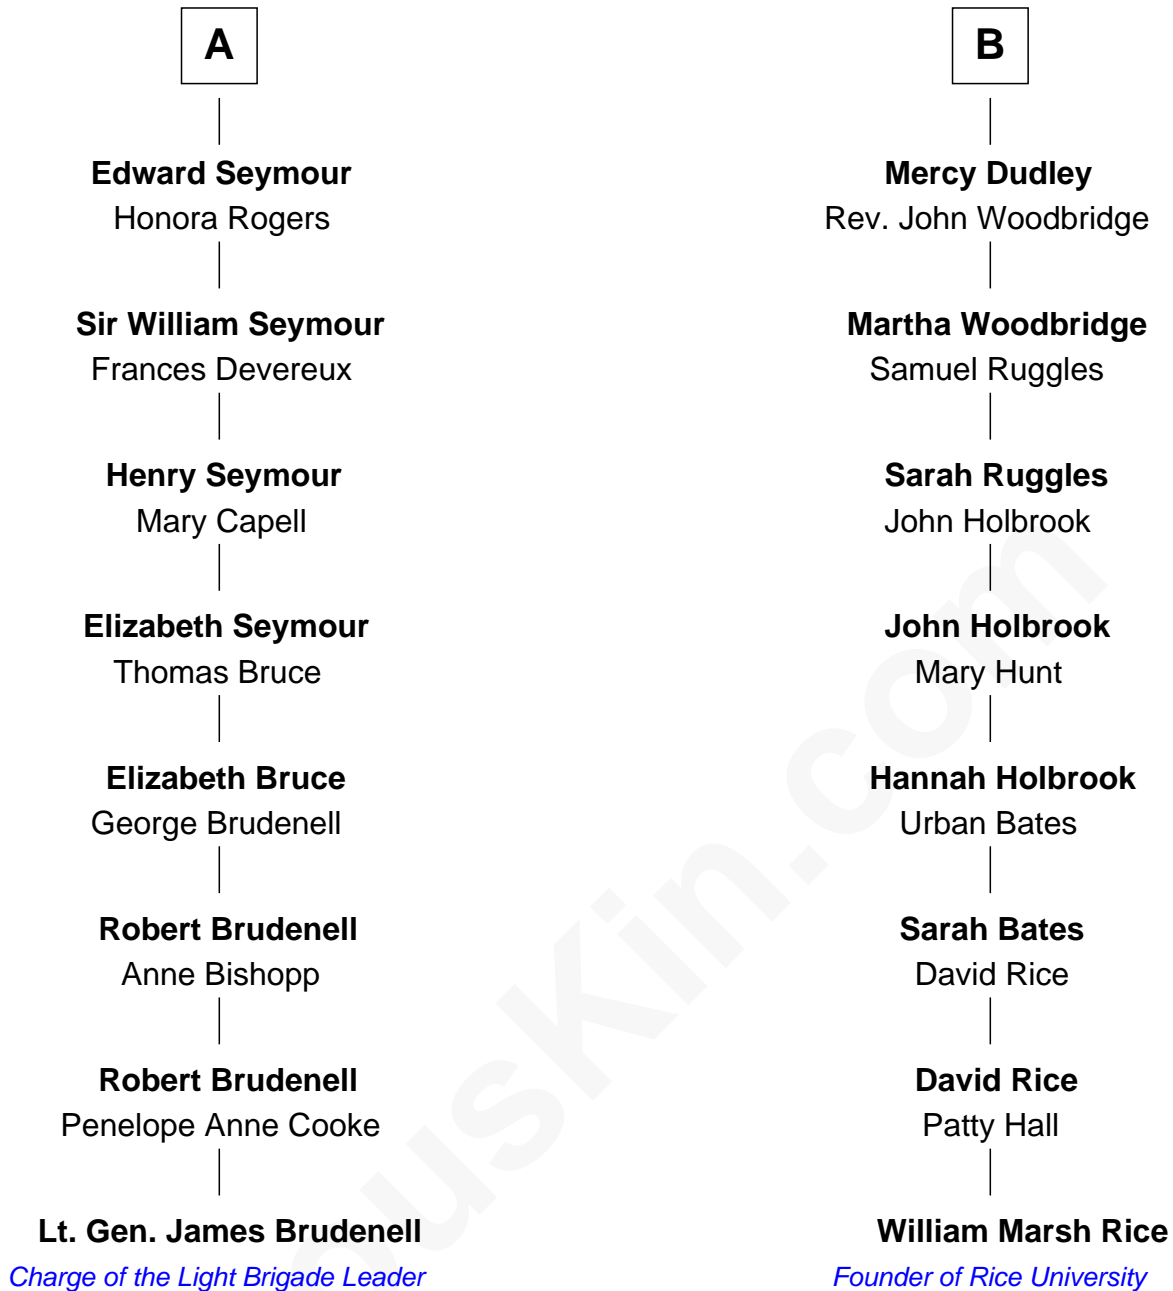 A
Edward Seymour
Honora Rogers
Sir William Seymour
Frances Devereux
Henry Seymour
Mary Capell
Elizabeth Seymour
Thomas Bruce
Elizabeth Bruce
George Brudenell
Robert Brudenell
Anne Bishopp
Robert Brudenell
Penelope Anne Cooke
Lt. Gen. James Brudenell
Charge of the Light Brigade Leader
B
Mercy Dudley
Rev. John Woodbridge
Martha Woodbridge
Samuel Ruggles
Sarah Ruggles
John Holbrook
John Holbrook
Mary Hunt
Hannah Holbrook
Urban Bates
Sarah Bates
David Rice
David Rice
Patty Hall
William Marsh Rice
Founder of Rice University
ousKin.com